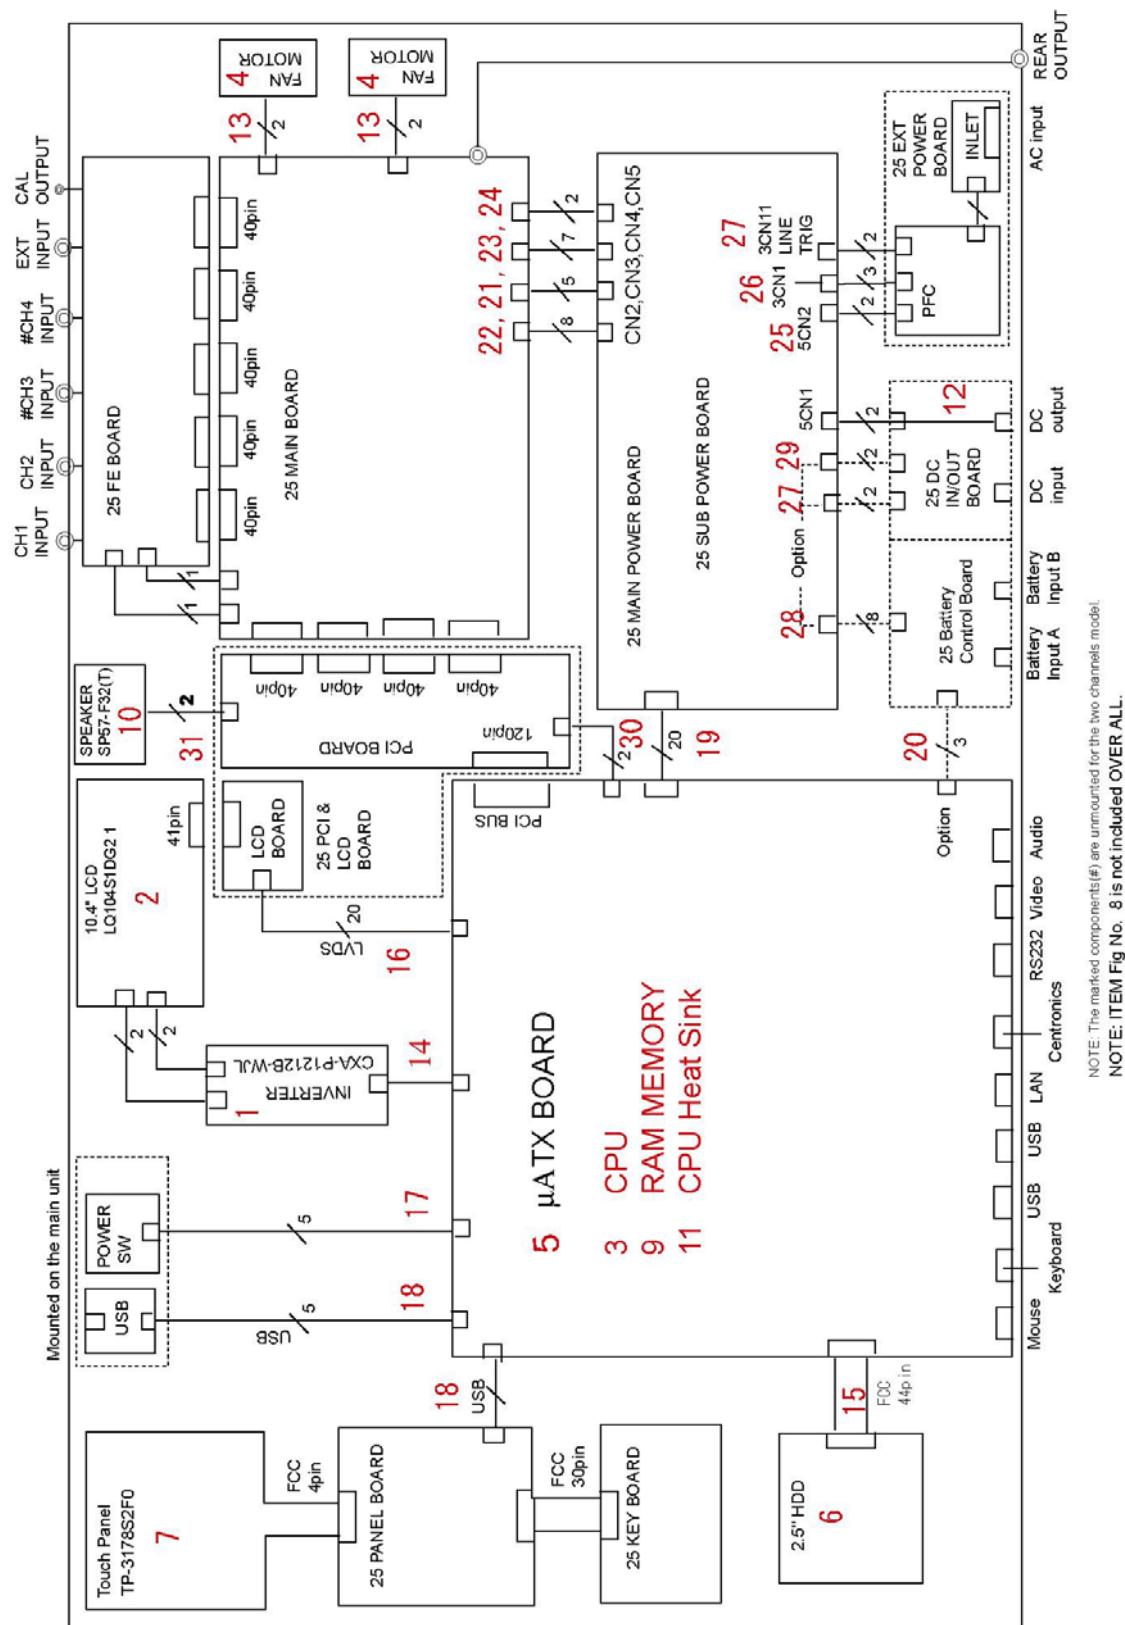 Mounted on the main unit
Touch Panel
TP-3178S2F0
7
FCC
4pin
25 PANEL BOARD
FCC
30pin
25 KEY BOARD
2.5" HDD
6
15
FCC
44pin
18
USB
USB
POWER
SW
USB
5
18
5
17
10.4" LCD
LQ104S1DG2 1
2
41pin
2
2
INVERTER
CXA-P1212B-WJL
1
14
LCD
BOARD
25 PCI &
LCD
BOARD
20
LVDS
16
SPEAKER
SP57-F32(T)
10
31
2
PCI BOARD
40pin
40pin
40pin
40pin
120pin
PCI BUS
2
30
20
19
20
3
Option
5 µATX BOARD
3 CPU
9 RAM MEMORY
11 CPU Heat Sink
Mouse
Keyboard
USB
USB
LAN
Centronics
RS232
Video
Audio
CH1
INPUT
CH2
INPUT
#CH3
INPUT
#CH4
INPUT
EXT
INPUT
CAL
OUTPUT
25 FE BOARD
1
1
40pin
40pin
40pin
40pin
40pin
25 MAIN BOARD
FAN
MOTOR
4
13
2
FAN
MOTOR
4
13
2
22, 21, 23, 24
8
5
7
2
CN2,CN3,CN4,CN5
25 MAIN POWER BOARD
25 SUB POWER BOARD
28
Option
27
29
5CN1
25
5CN2
26
3CN1
27
3CN11
LINE
TRIG
8
2
2
2
2
3
2
25 Battery
Control Board
25 DC
IN/OUT
BOARD
12
PFC
25 EXT
POWER
BOARD
INLET
Battery
Input A
Battery
Input B
DC
input
DC
output
AC input
REAR
OUTPUT
NOTE: The marked components(#) are unmounted for the two channels model.
NOTE: ITEM Fig No. 8 is not included OVER ALL.